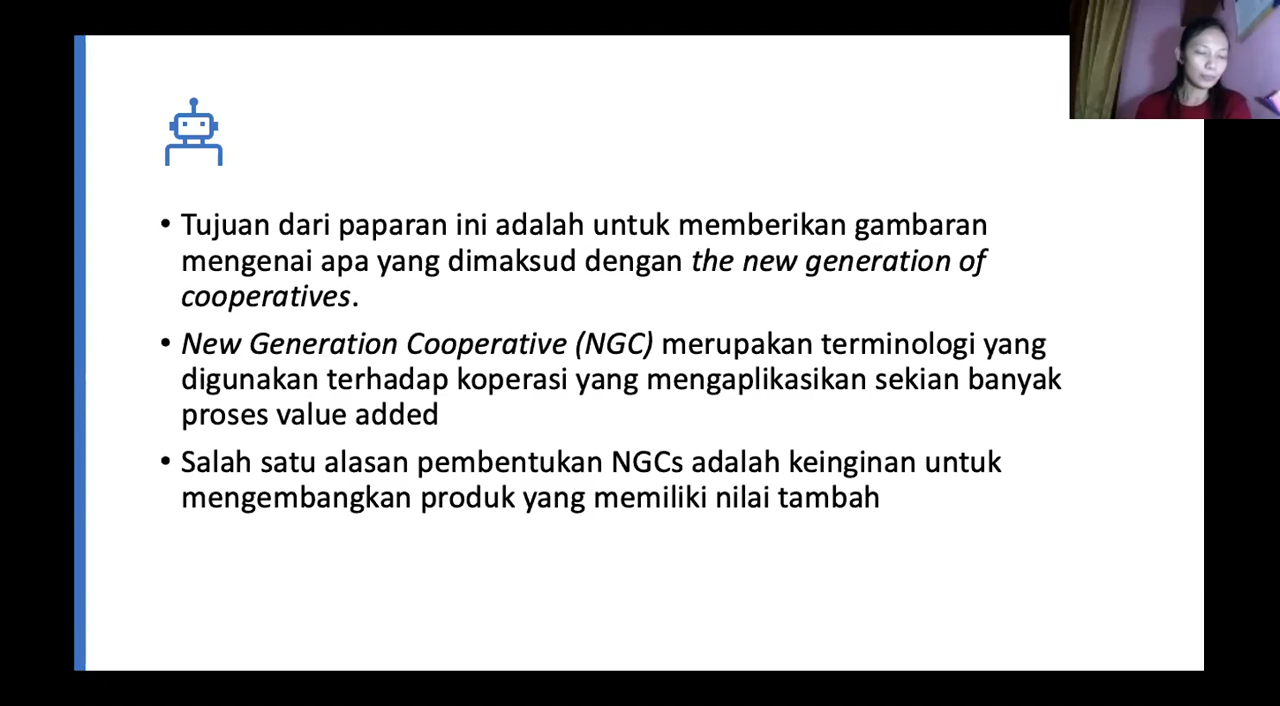 • Tujuan dari paparan ini adalah untuk memberikan gambaran
mengenai apa yang dimaksud dengan the new generation of
cooperatives.
• New Generation Cooperative (NGC) merupakan terminologi yang
digunakan terhadap koperasi yang mengaplikasikan sekian banyak
proses value added
• Salah satu alasan pembentukan NGCs adalah keinginan untuk
mengembangkan produk yang memiliki nilai tambah